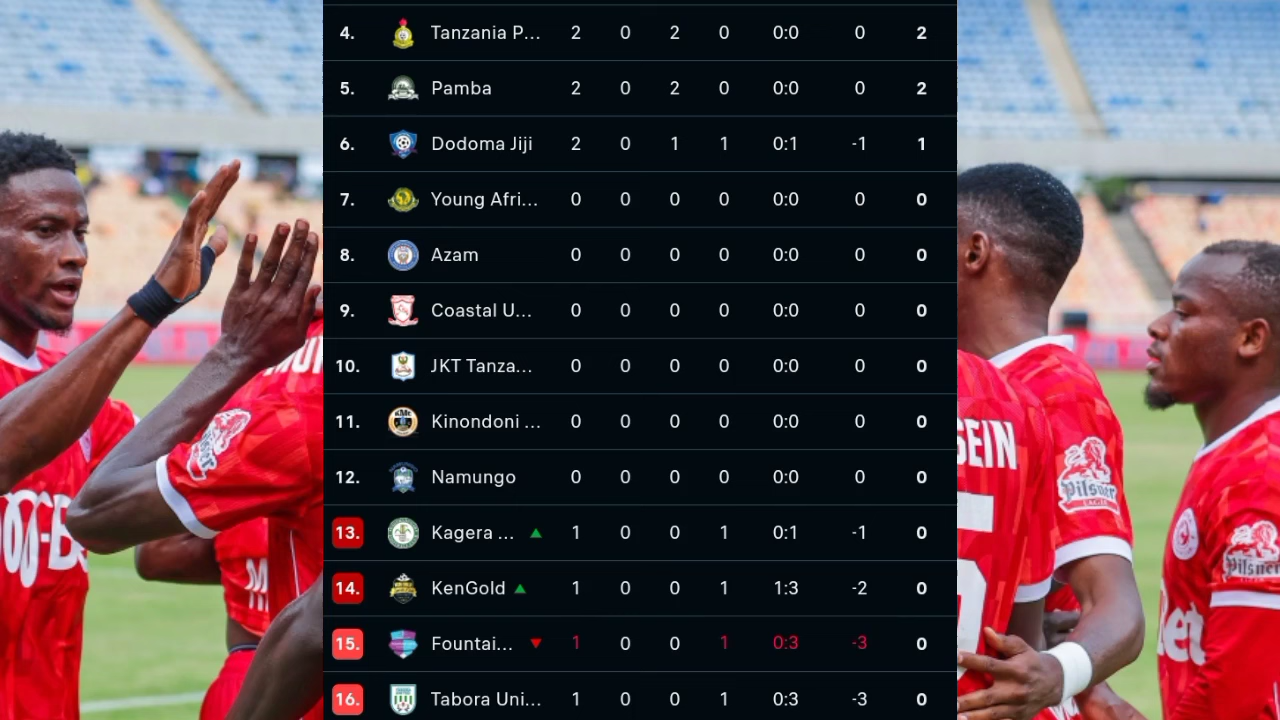 4. Tanzania P... 2 0 2 0 0:0 0 2
5. Pamba 2 0 2 0 0:0 0 2
6. Dodoma Jiji 2 0 1 1 0:1 -1 1
7. Young Afri... 0 0 0 0 0:0 0 0
8. Azam 0 0 0 0 0:0 0 0
9. Coastal U... 0 0 0 0 0:0 0 0
10. JKT Tanza... 0 0 0 0 0:0 0 0
11. Kinondoni ... 0 0 0 0 0:0 0 0
12. Namungo 0 0 0 0 0:0 0 0
13. Kagera ... 1 0 0 1 0:1 -1 0
14. KenGold 1 0 0 1 1:3 -2 0
15. Fountai... 1 0 0 1 0:3 -3 0
16. Tabora Uni... 1 0 0 1 0:3 -3 0
SEIN
Pilsner
Pilsner